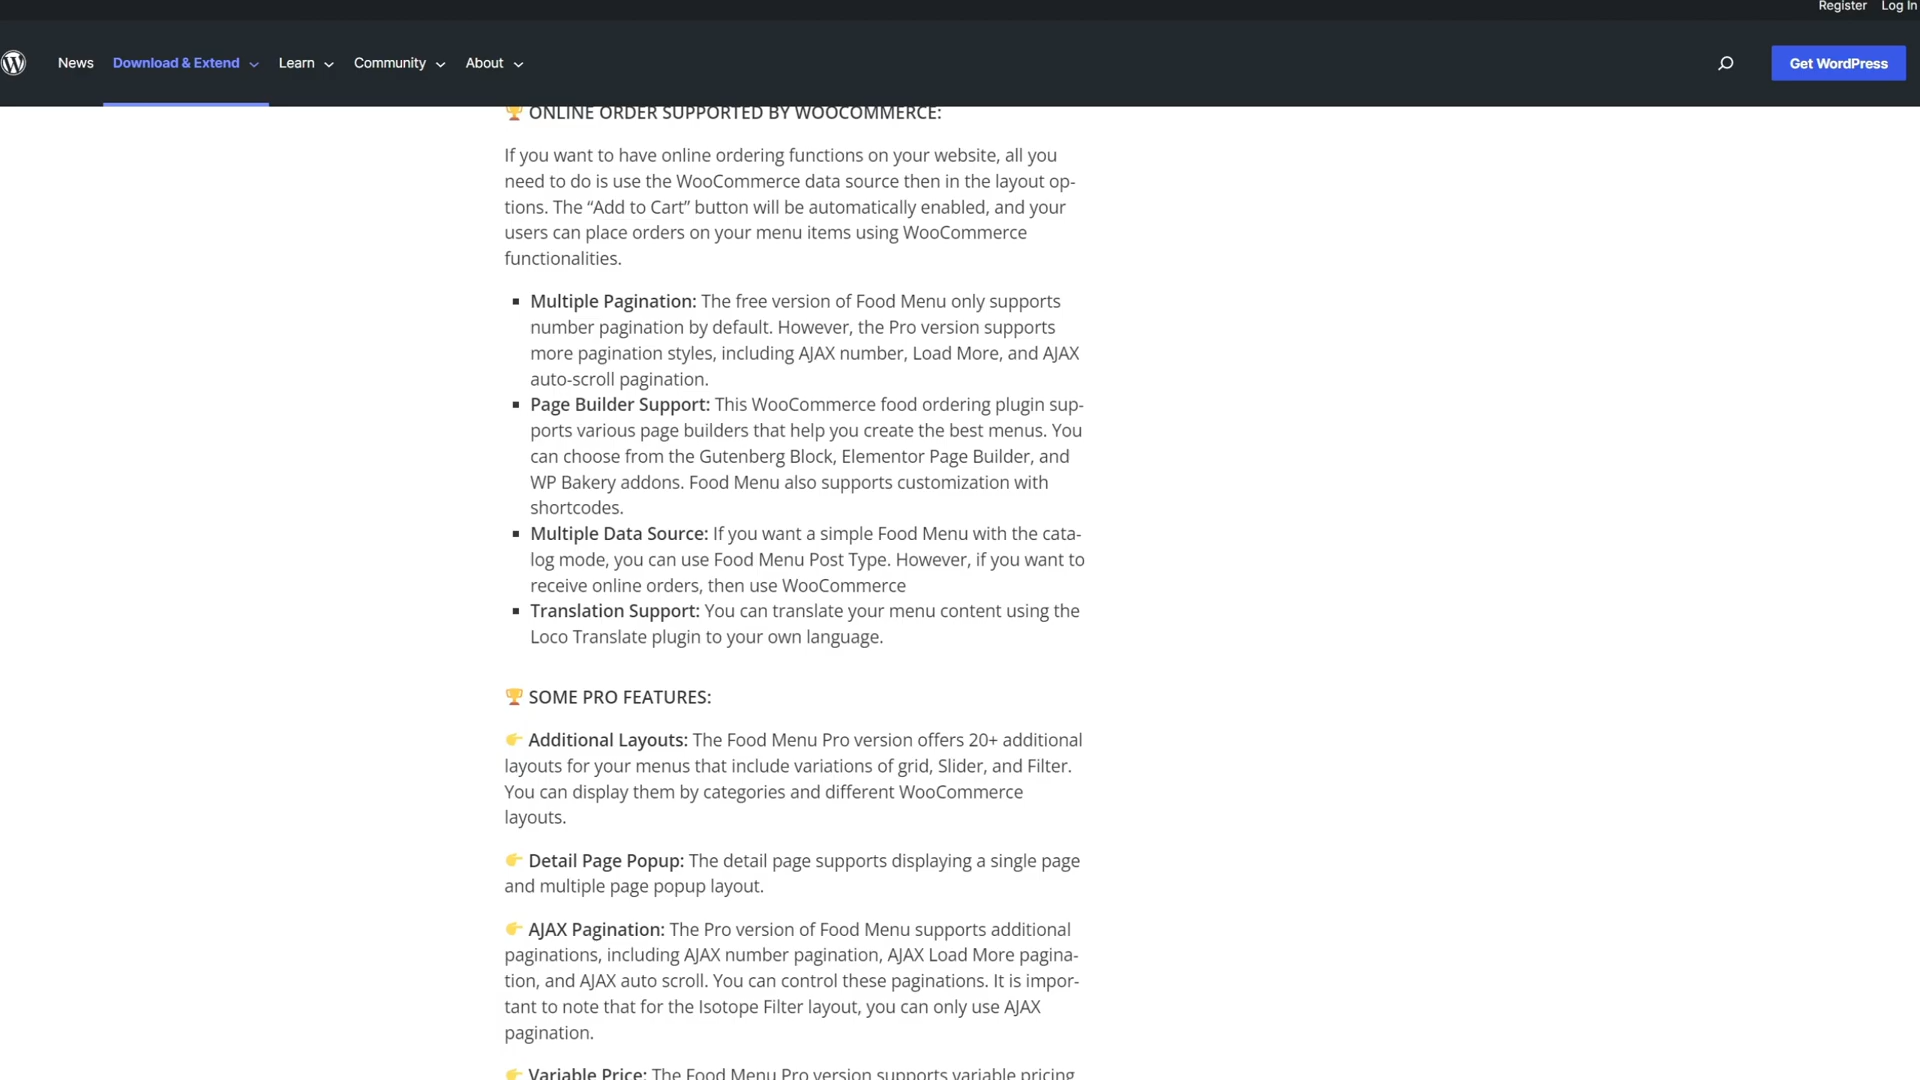 Register Log In
News Download & Extend Learn Community About Get WordPress
ONLINE ORDER SUPPORTED BY WOOCOMMERCE:
If you want to have online ordering functions on your website, all you
need to do is use the WooCommerce data source then in the layout op-
tions. The “Add to Cart” button will be automatically enabled, and your
users can place orders on your menu items using WooCommerce
functionalities.
Multiple Pagination: The free version of Food Menu only supports
number pagination by default. However, the Pro version supports
more pagination styles, including AJAX number, Load More, and AJAX
auto-scroll pagination.
Page Builder Support: This WooCommerce food ordering plugin sup-
ports various page builders that help you create the best menus. You
can choose from the Gutenberg Block, Elementor Page Builder, and
WP Bakery addons. Food Menu also supports customization with
shortcodes.
Multiple Data Source: If you want a simple Food Menu with the cata-
log mode, you can use Food Menu Post Type. However, if you want to
receive online orders, then use WooCommerce
Translation Support: You can translate your menu content using the
Loco Translate plugin to your own language.
SOME PRO FEATURES:
Additional Layouts: The Food Menu Pro version offers 20+ additional
layouts for your menus that include variations of grid, Slider, and Filter.
You can display them by categories and different WooCommerce
layouts.
Detail Page Popup: The detail page supports displaying a single page
and multiple page popup layout.
AJAX Pagination: The Pro version of Food Menu supports additional
paginations, including AJAX number pagination, AJAX Load More pagina-
tion, and AJAX auto scroll. You can control these paginations. It is impor-
tant to note that for the Isotope Filter layout, you can only use AJAX
pagination.
Variable Price: The Food Menu Pro version supports variable pricing